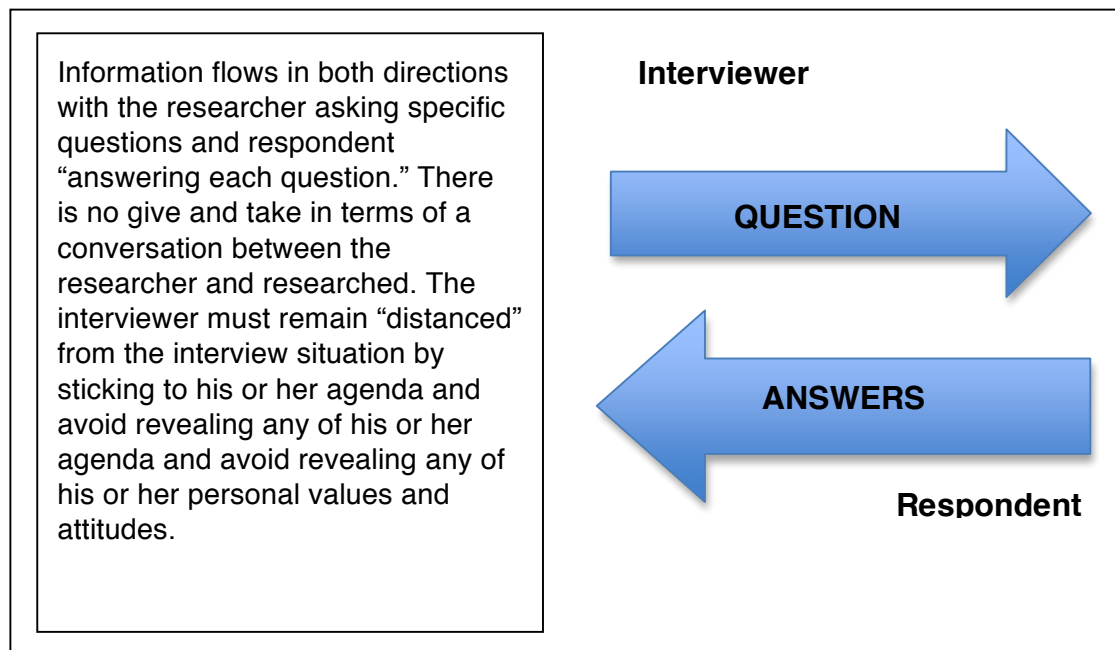 Information flows in both directions
with the researcher asking specific
questions and respondent
“answering each question.” There
is no give and take in terms of a
conversation between the
researcher and researched. The
interviewer must remain “distanced”
from the interview situation by
sticking to his or her agenda and
avoid revealing any of his or her
agenda and avoid revealing any of
his or her personal values and
attitudes.
Interviewer
QUESTION
ANSWERS
Respondent